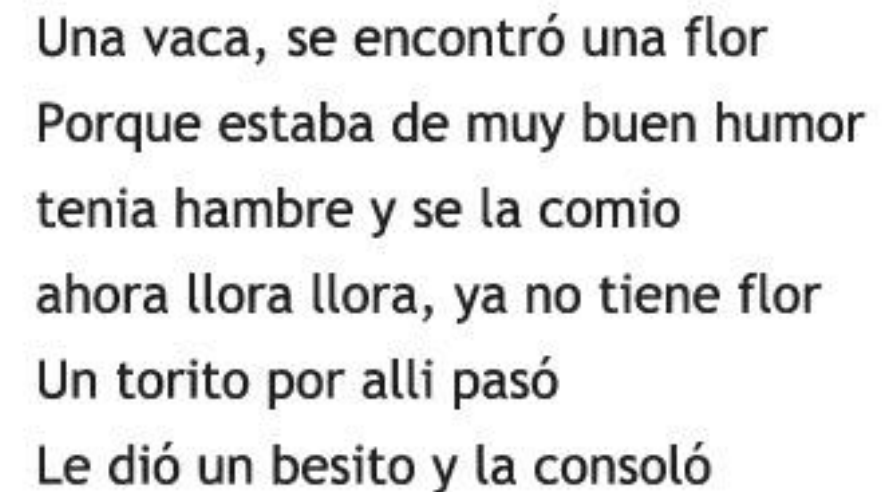 Una vaca, se encontró una flor
Porque estaba de muy buen humor
tenia hambre y se la comio
ahora llora llora, ya no tiene flor
Un torito por alli pasó
Le dió un besito y la consoló